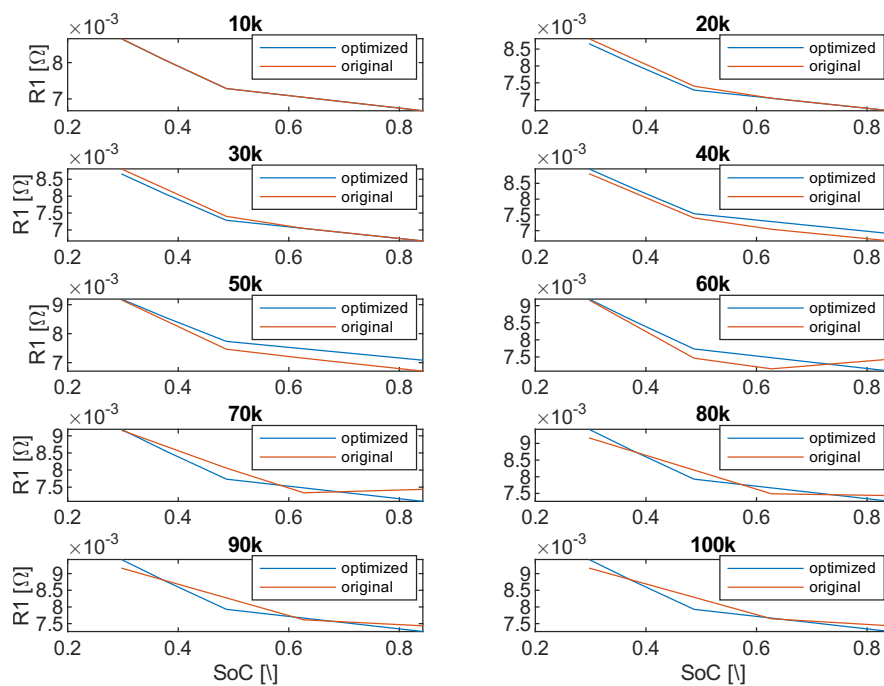 ×10⁻³ 10k ×10⁻³ 20k
optimized
original
optimized
original
R1 [Ω]
8
7
8.5
8
7.5
7
0.2 0.4 0.6 0.8
0.2 0.4 0.6 0.8
×10⁻³ 30k ×10⁻³ 40k
optimized
original
optimized
original
R1 [Ω]
8.5
8
7.5
7
8.5
8
7.5
7
0.2 0.4 0.6 0.8
0.2 0.4 0.6 0.8
×10⁻³ 50k ×10⁻³ 60k
optimized
original
optimized
original
R1 [Ω]
9
8
7
9
8.5
8
7.5
0.2 0.4 0.6 0.8
0.2 0.4 0.6 0.8
×10⁻³ 70k ×10⁻³ 80k
optimized
original
optimized
original
R1 [Ω]
9
8.5
8
7.5
9
8.5
8
7.5
0.2 0.4 0.6 0.8
0.2 0.4 0.6 0.8
×10⁻³ 90k ×10⁻³ 100k
optimized
original
optimized
original
R1 [Ω]
9
8.5
8
7.5
9
8.5
8
7.5
0.2 0.4 0.6 0.8
0.2 0.4 0.6 0.8
SoC [\] SoC [\]